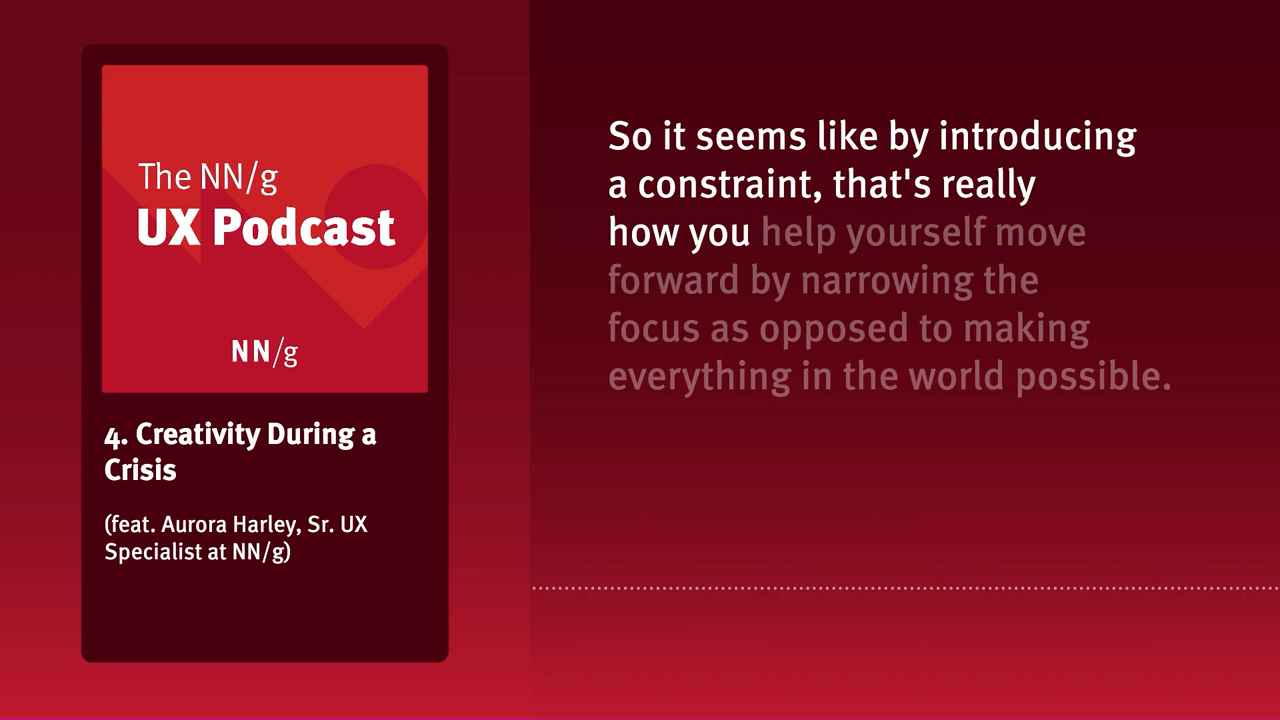 The NN/g
UX Podcast
NN/g
4. Creativity During a
Crisis
(feat. Aurora Harley, Sr. UX
Specialist at NN/g)
So it seems like by introducing
a constraint, that's really
how you help yourself move
forward by narrowing the
focus as opposed to making
everything in the world possible.